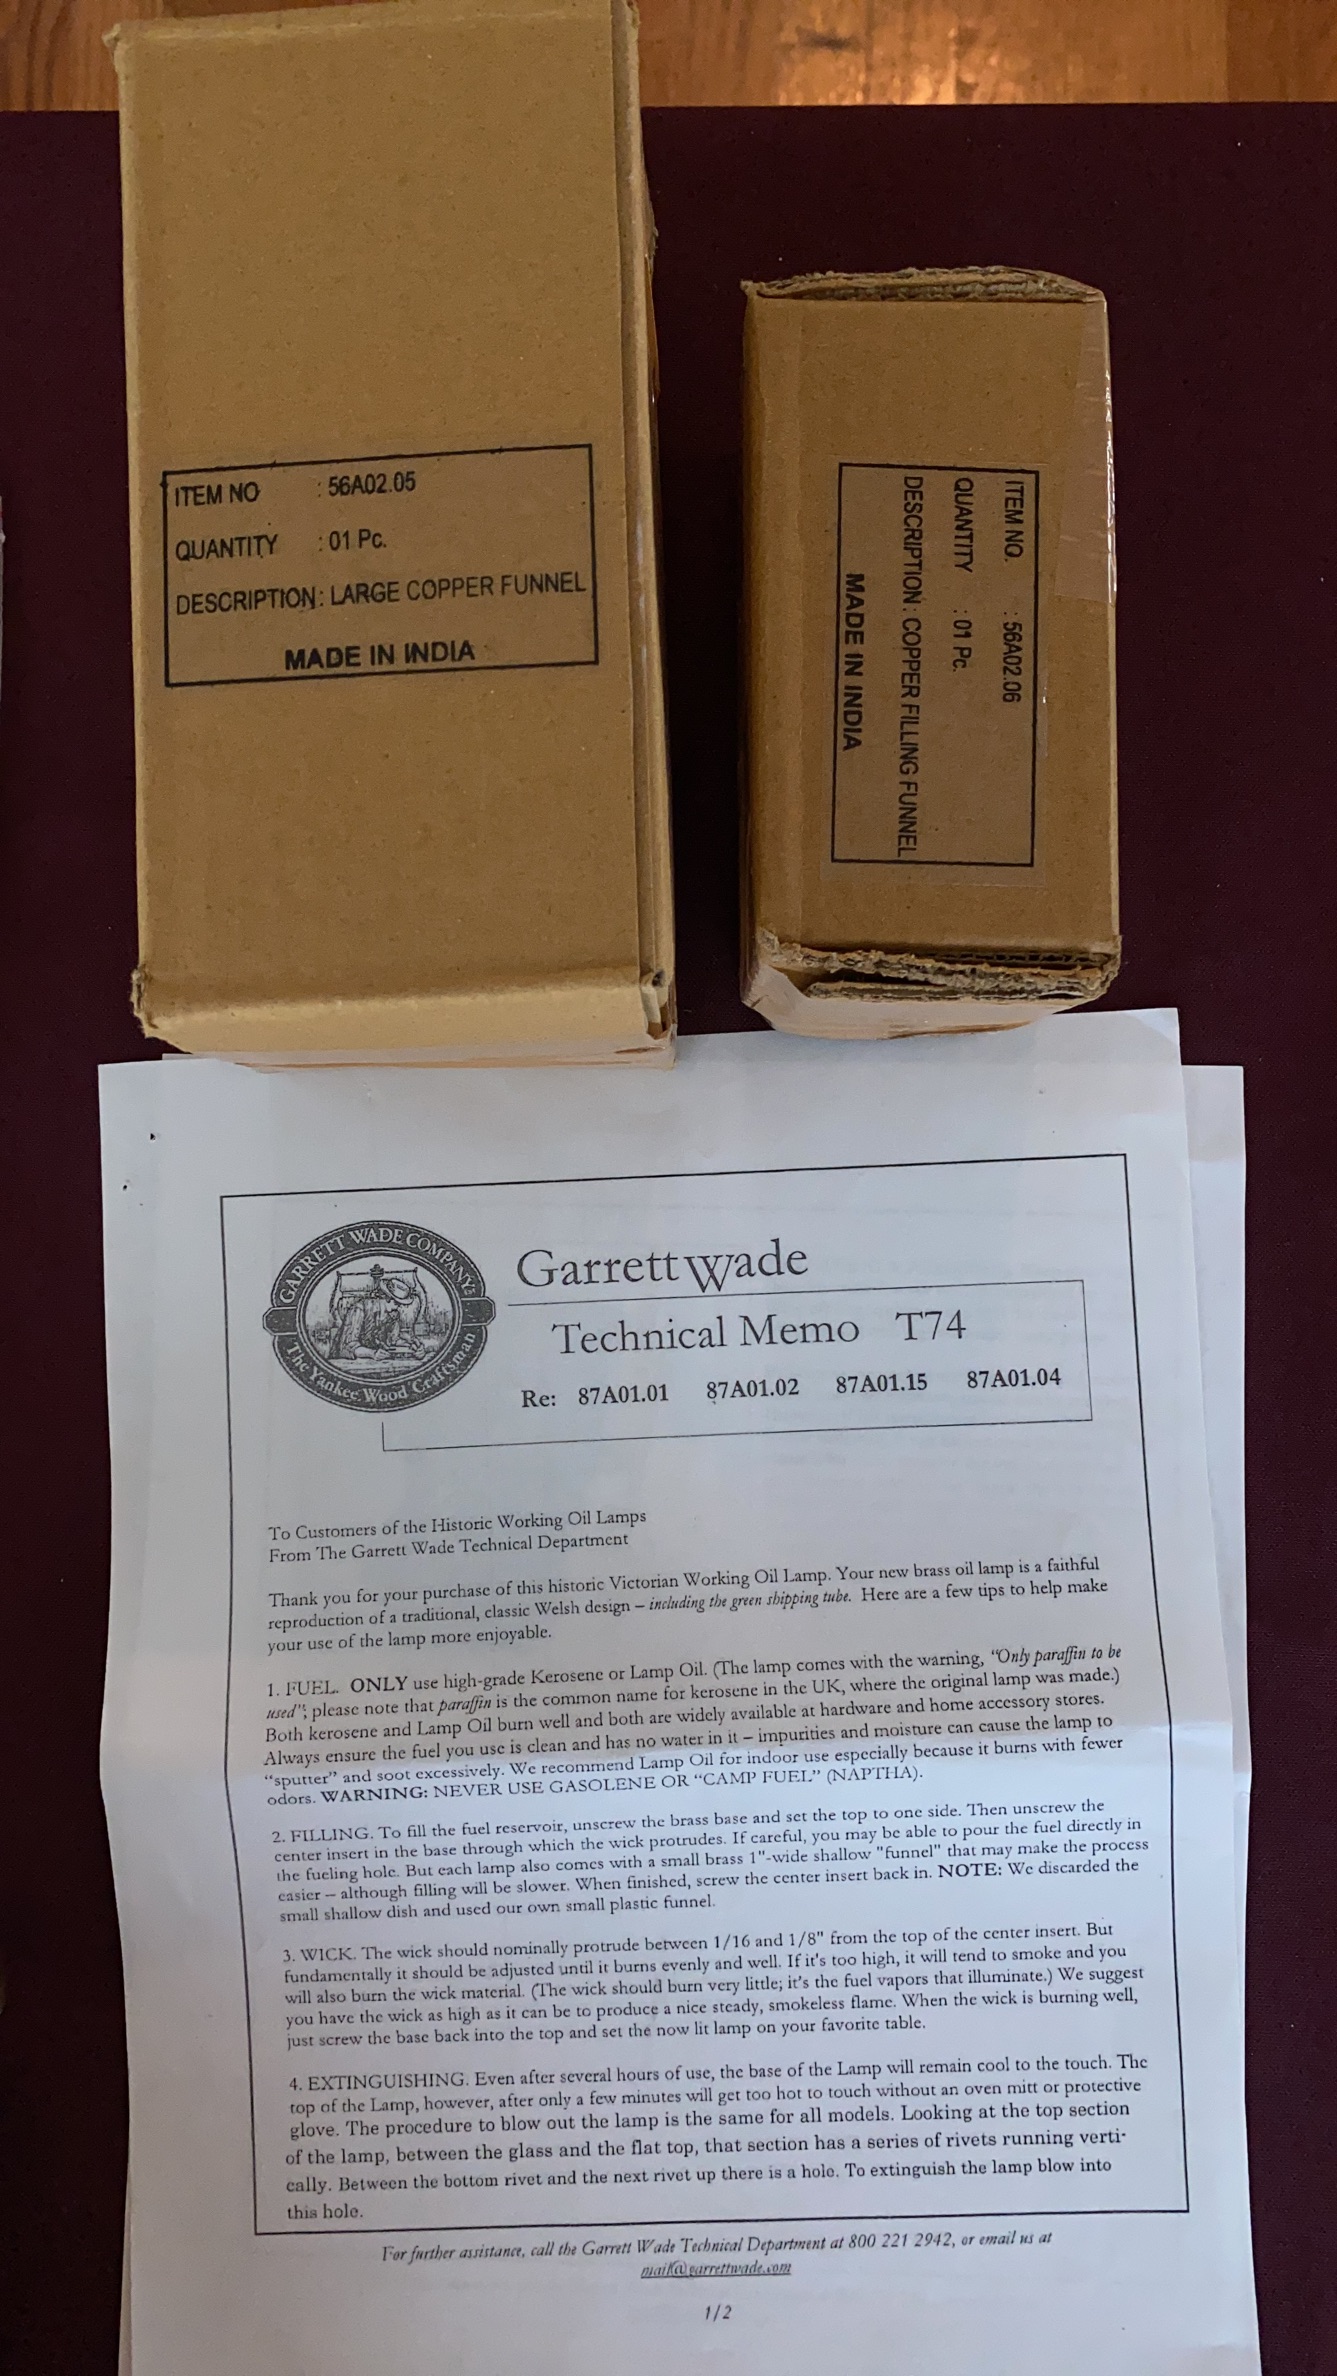 ITEM NO : 56A02.05
QUANTITY : 01 Pc.
DESCRIPTION: LARGE COPPER FUNNEL
MADE IN INDIA
ITEM NO. : 56A02.06
QUANTITY : 01 Pc.
DESCRIPTION : COPPER FILLING FUNNEL
MADE IN INDIA
GARRETT WADE COMPANY
The Yankee Wood Craftsman
Garrett Wade
Technical Memo T74
Re: 87A01.01 87A01.02 87A01.15 87A01.04
To Customers of the Historic Working Oil Lamps
From The Garrett Wade Technical Department
Thank you for your purchase of this historic Victorian Working Oil Lamp. Your new brass oil lamp is a faithful
reproduction of a traditional, classic Welsh design – including the green shipping tube. Here are a few tips to help make
your use of the lamp more enjoyable.
1. FUEL. ONLY use high-grade Kerosene or Lamp Oil. (The lamp comes with the warning, "Only paraffin to be
used"; please note that paraffin is the common name for kerosene in the UK, where the original lamp was made.)
Both kerosene and Lamp Oil burn well and both are widely available at hardware and home accessory stores.
Always ensure the fuel you use is clean and has no water in it – impurities and moisture can cause the lamp to
"sputter" and soot excessively. We recommend Lamp Oil for indoor use especially because it burns with fewer
odors. WARNING: NEVER USE GASOLENE OR "CAMP FUEL" (NAPTHA).
2. FILLING. To fill the fuel reservoir, unscrew the brass base and set the top to one side. Then unscrew the
center insert in the base through which the wick protrudes. If careful, you may be able to pour the fuel directly in
the fueling hole. But each lamp also comes with a small brass 1"-wide shallow "funnel" that may make the process
easier – although filling will be slower. When finished, screw the center insert back in. NOTE: We discarded the
small shallow dish and used our own small plastic funnel.
3. WICK. The wick should nominally protrude between 1/16 and 1/8" from the top of the center insert. But
fundamentally it should be adjusted until it burns evenly and well. If it's too high, it will tend to smoke and you
will also burn the wick material. (The wick should burn very little; it's the fuel vapors that illuminate.) We suggest
you have the wick as high as it can be to produce a nice steady, smokeless flame. When the wick is burning well,
just screw the base back into the top and set the now lit lamp on your favorite table.
4. EXTINGUISHING. Even after several hours of use, the base of the Lamp will remain cool to the touch. The
top of the Lamp, however, after only a few minutes will get too hot to touch without an oven mitt or protective
glove. The procedure to blow out the lamp is the same for all models. Looking at the top section
of the lamp, between the glass and the flat top, that section has a series of rivets running verti-
cally. Between the bottom rivet and the next rivet up there is a hole. To extinguish the lamp blow into
this hole.
For further assistance, call the Garrett Wade Technical Department at 800 221 2942, or email us at
mail@garrettwade.com
1/2